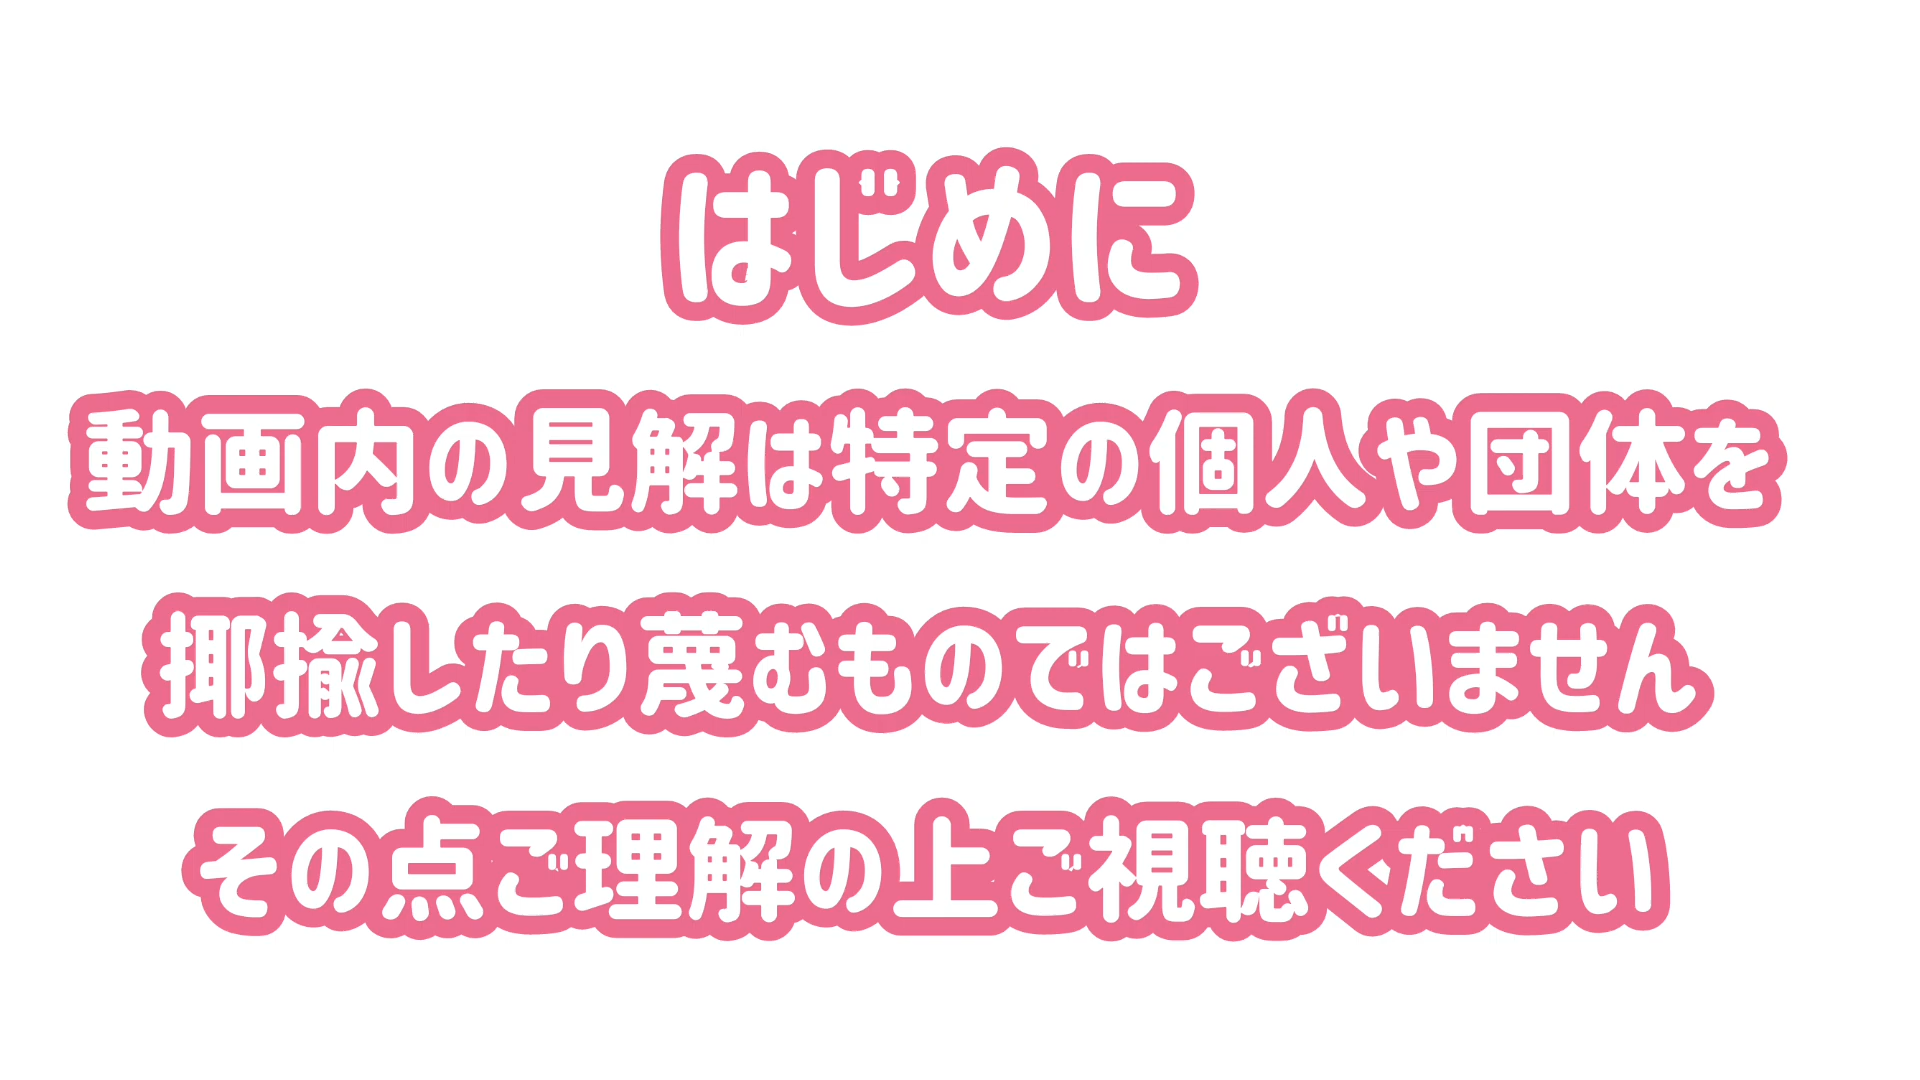 はじめに
動画内の見解は特定の個人や団体を
揶揄したり蔑むものではございません
その点ご理解の上ご視聴ください